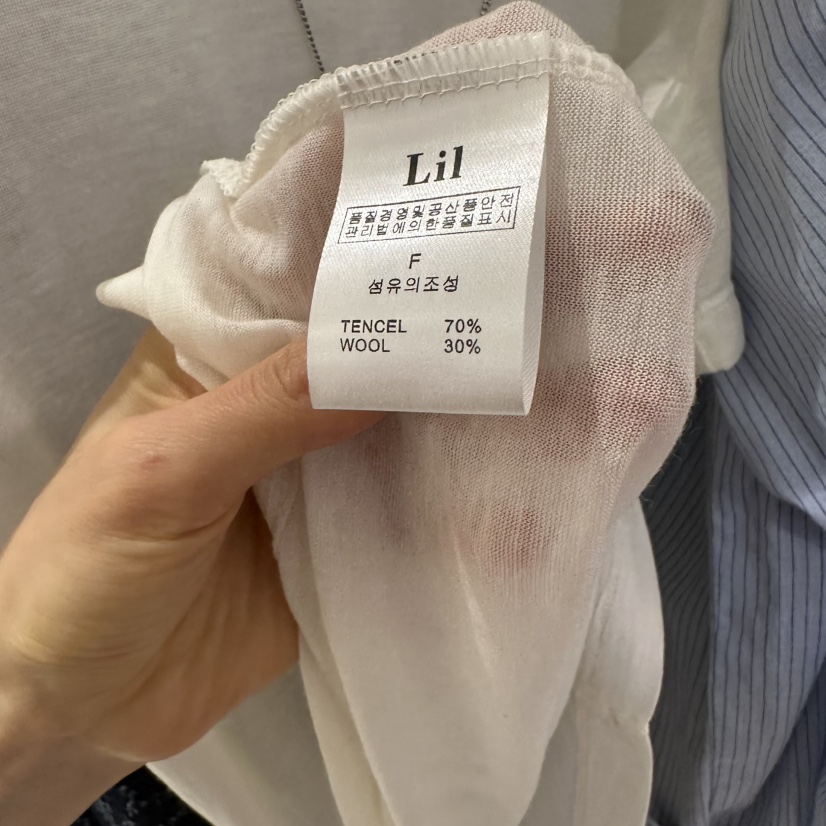 Lil
품질경영및공산품안전
관리법에의한품질표시
F
섬유의조성
TENCEL 70%
WOOL 30%